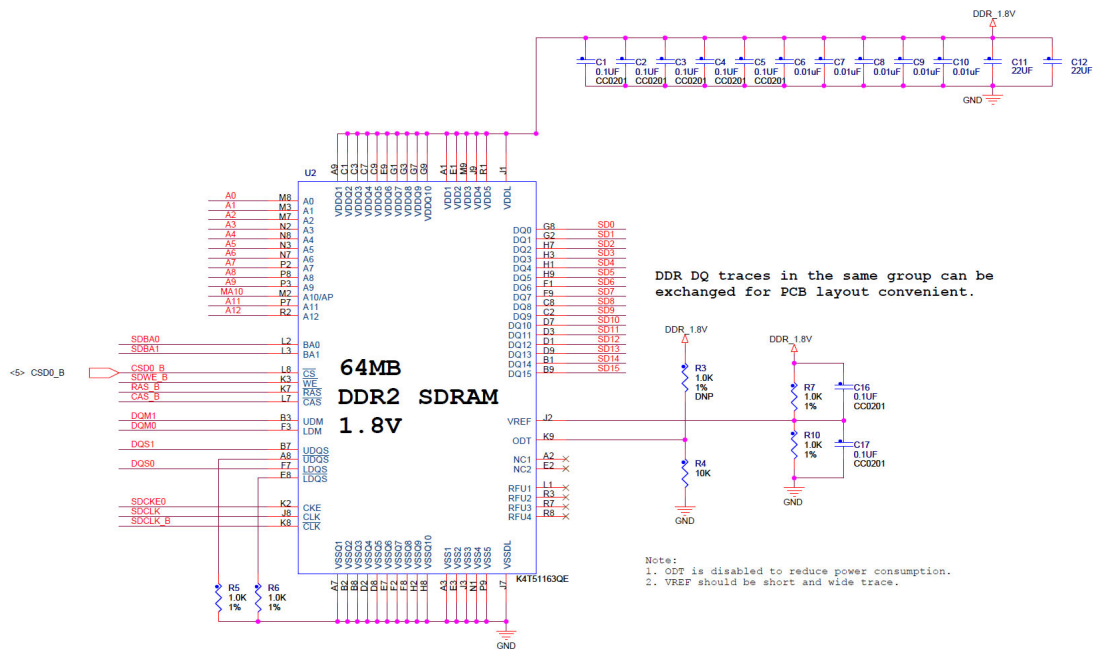 DDR_1.8V
C1 C2 C3 C4 C5 C6 C7 C8 C9 C10 C11 C12
0.1UF 0.1UF 0.1UF 0.1UF 0.1UF 0.01uF 0.01uF 0.01uF 0.01uF 0.01uF 22UF 22UF
CC0201 CC0201 CC0201 CC0201 CC0201
GND
U2
A9 C1 C3 C7 C9 E9 G1 G3 G7 G9 A1 E1 M9 J9 R1 J1
VDDQ1 VDDQ2 VDDQ3 VDDQ4 VDDQ5 VDDQ6 VDDQ7 VDDQ8 VDDQ9 VDDQ10 VDD1 VDD2 VDD3 VDD4 VDD5 VDDL
A0 M8 A0
A1 M3 A1
A2 M7 A2
A3 N2 A3
A4 N8 A4
A5 N3 A5
A6 N7 A6
A7 P2 A7
A8 P8 A8
A9 P3 A9
MA10 M2 A10/AP
A11 P7 A11
A12 R2 A12
SDBA0 L2 BA0
SDBA1 L3 BA1
<5> CSD0_B CSD0_B L8 CS
SDWE_B K3 WE
RAS_B K7 RAS
CAS_B L7 CAS
DQM1 B3 UDM
DQM0 F3 LDM
DQS1 B7 UDQS
A8 UDQS
DQS0 F7 LDQS
E8 LDQS
SDCKE0 K2 CKE
SDCLK J8 CLK
SDCLK_B K8 CLK
64MB
DDR2 SDRAM
1.8V
DQ0 G8 SD0
DQ1 G2 SD1
DQ2 H7 SD2
DQ3 H3 SD3
DQ4 H1 SD4
DQ5 H9 SD5
DQ6 F1 SD6
DQ7 F9 SD7
DQ8 C8 SD8
DQ9 C2 SD9
DQ10 D7 SD10
DQ11 D3 SD11
DQ12 D1 SD12
DQ13 D9 SD13
DQ14 B1 SD14
DQ15 B9 SD15
VREF J2
ODT K9
NC1 A2
NC2 E2
RFU1 L1
RFU2 R3
RFU3 R7
RFU4 R8
DDR DQ traces in the same group can be
exchanged for PCB layout convenient.
DDR_1.8V
R3
1.0K
1%
DNP
R4
10K
GND
DDR_1.8V
R7
1.0K
1%
C16
0.1UF
CC0201
R10
1.0K
1%
C17
0.1UF
CC0201
GND
VSSQ1 VSSQ2 VSSQ3 VSSQ4 VSSQ5 VSSQ6 VSSQ7 VSSQ8 VSSQ9 VSSQ10 VSS1 VSS2 VSS3 VSS4 VSS5 VSSDL
K4T51163QE
A7 B2 B8 D2 D8 E7 F2 F8 H2 H8 A3 E3 J3 N1 P9 J7
R5
1.0K
1%
R6
1.0K
1%
GND
Note:
1. ODT is disabled to reduce power consumption.
2. VREF should be short and wide trace.